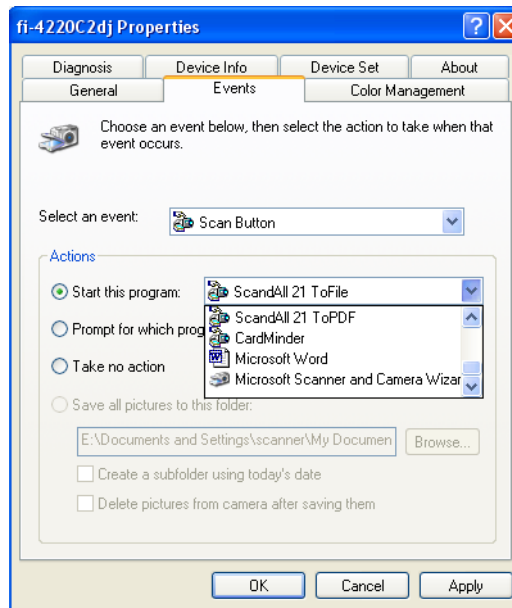 fi-4220C2dj Properties
Diagnosis Device Info Device Set About
General Events Color Management
Choose an event below, then select the action to take when that
event occurs.
Select an event: Scan Button
Actions
Start this program: ScandAll 21 ToFile
ScandAll 21 ToPDF
Prompt for which prog
CardMinder
Microsoft Word
Take no action
Microsoft Scanner and Camera Wizar
Save all pictures to this folder:
E:\Documents and Settings\scanner\My Documen Browse...
Create a subfolder using today's date
Delete pictures from camera after saving them
OK Cancel Apply